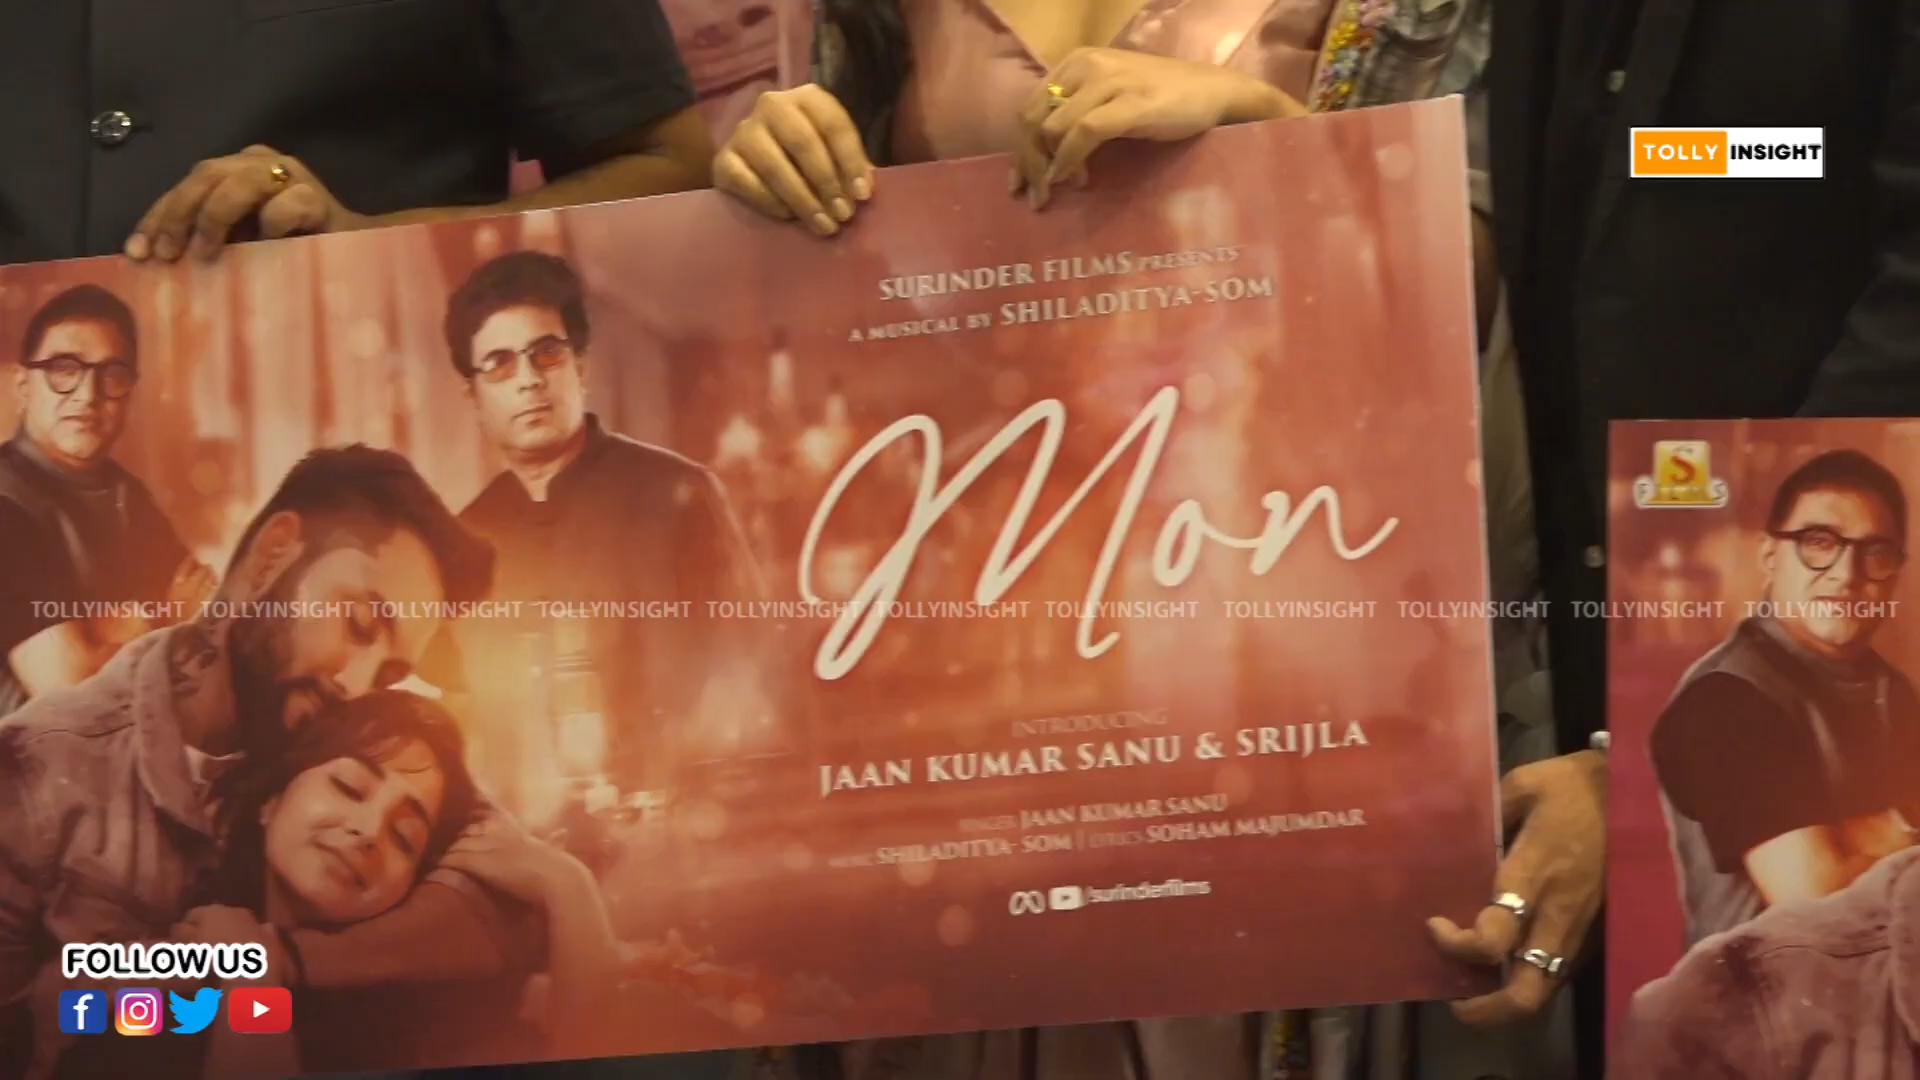 TOLLY INSIGHT
SURINDER FILMS PRESENTS
A MUSICAL BY SHILADITYA-SOM
Mon
S
FILMS
TOLLYINSIGHT TOLLYINSIGHT TOLLYINSIGHT TOLLYINSIGHT TOLLYINSIGHT TOLLYINSIGHT TOLLYINSIGHT TOLLYINSIGHT TOLLYINSIGHT TOLLYINSIGHT TOLLYINSIGHT
INTRODUCING
JAAN KUMAR SANU & SRIJLA
SINGER JAAN KUMAR SANU
MUSIC SHILADITYA-SOM | LYRICS SOHAM MAJUMDAR
/surinderfilms
FOLLOW US